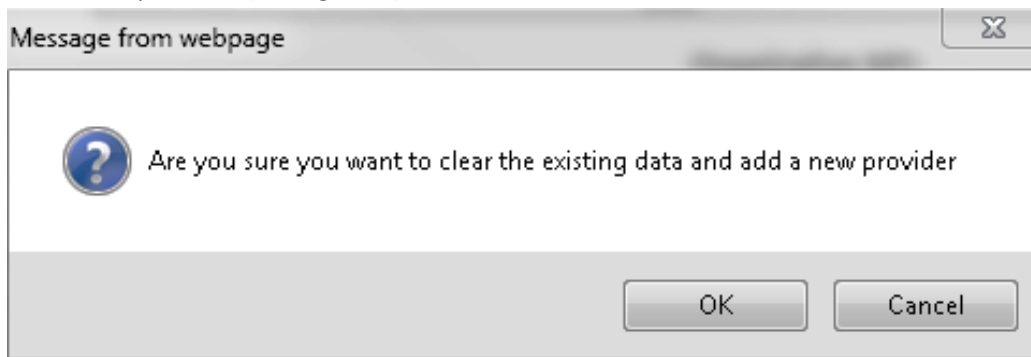 Message from webpage
Are you sure you want to clear the existing data and add a new provider
OK
Cancel